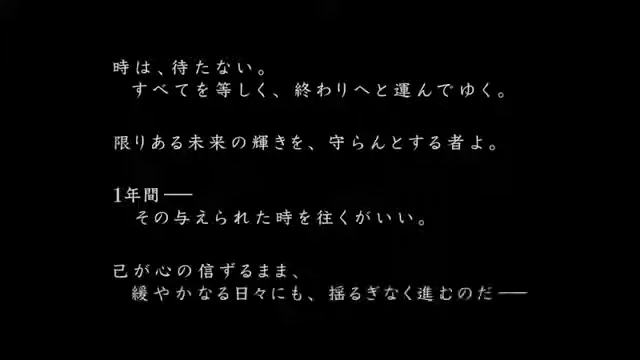 時は、待たない。
すべてを等しく、終わりへと運んでゆく。
限りある未来の輝きを、守らんとする者よ。
1年間──
その与えられた時を往くがいい。
己が心の信ずるまま、
緩やかなる日々にも、揺るぎなく進むのだ──